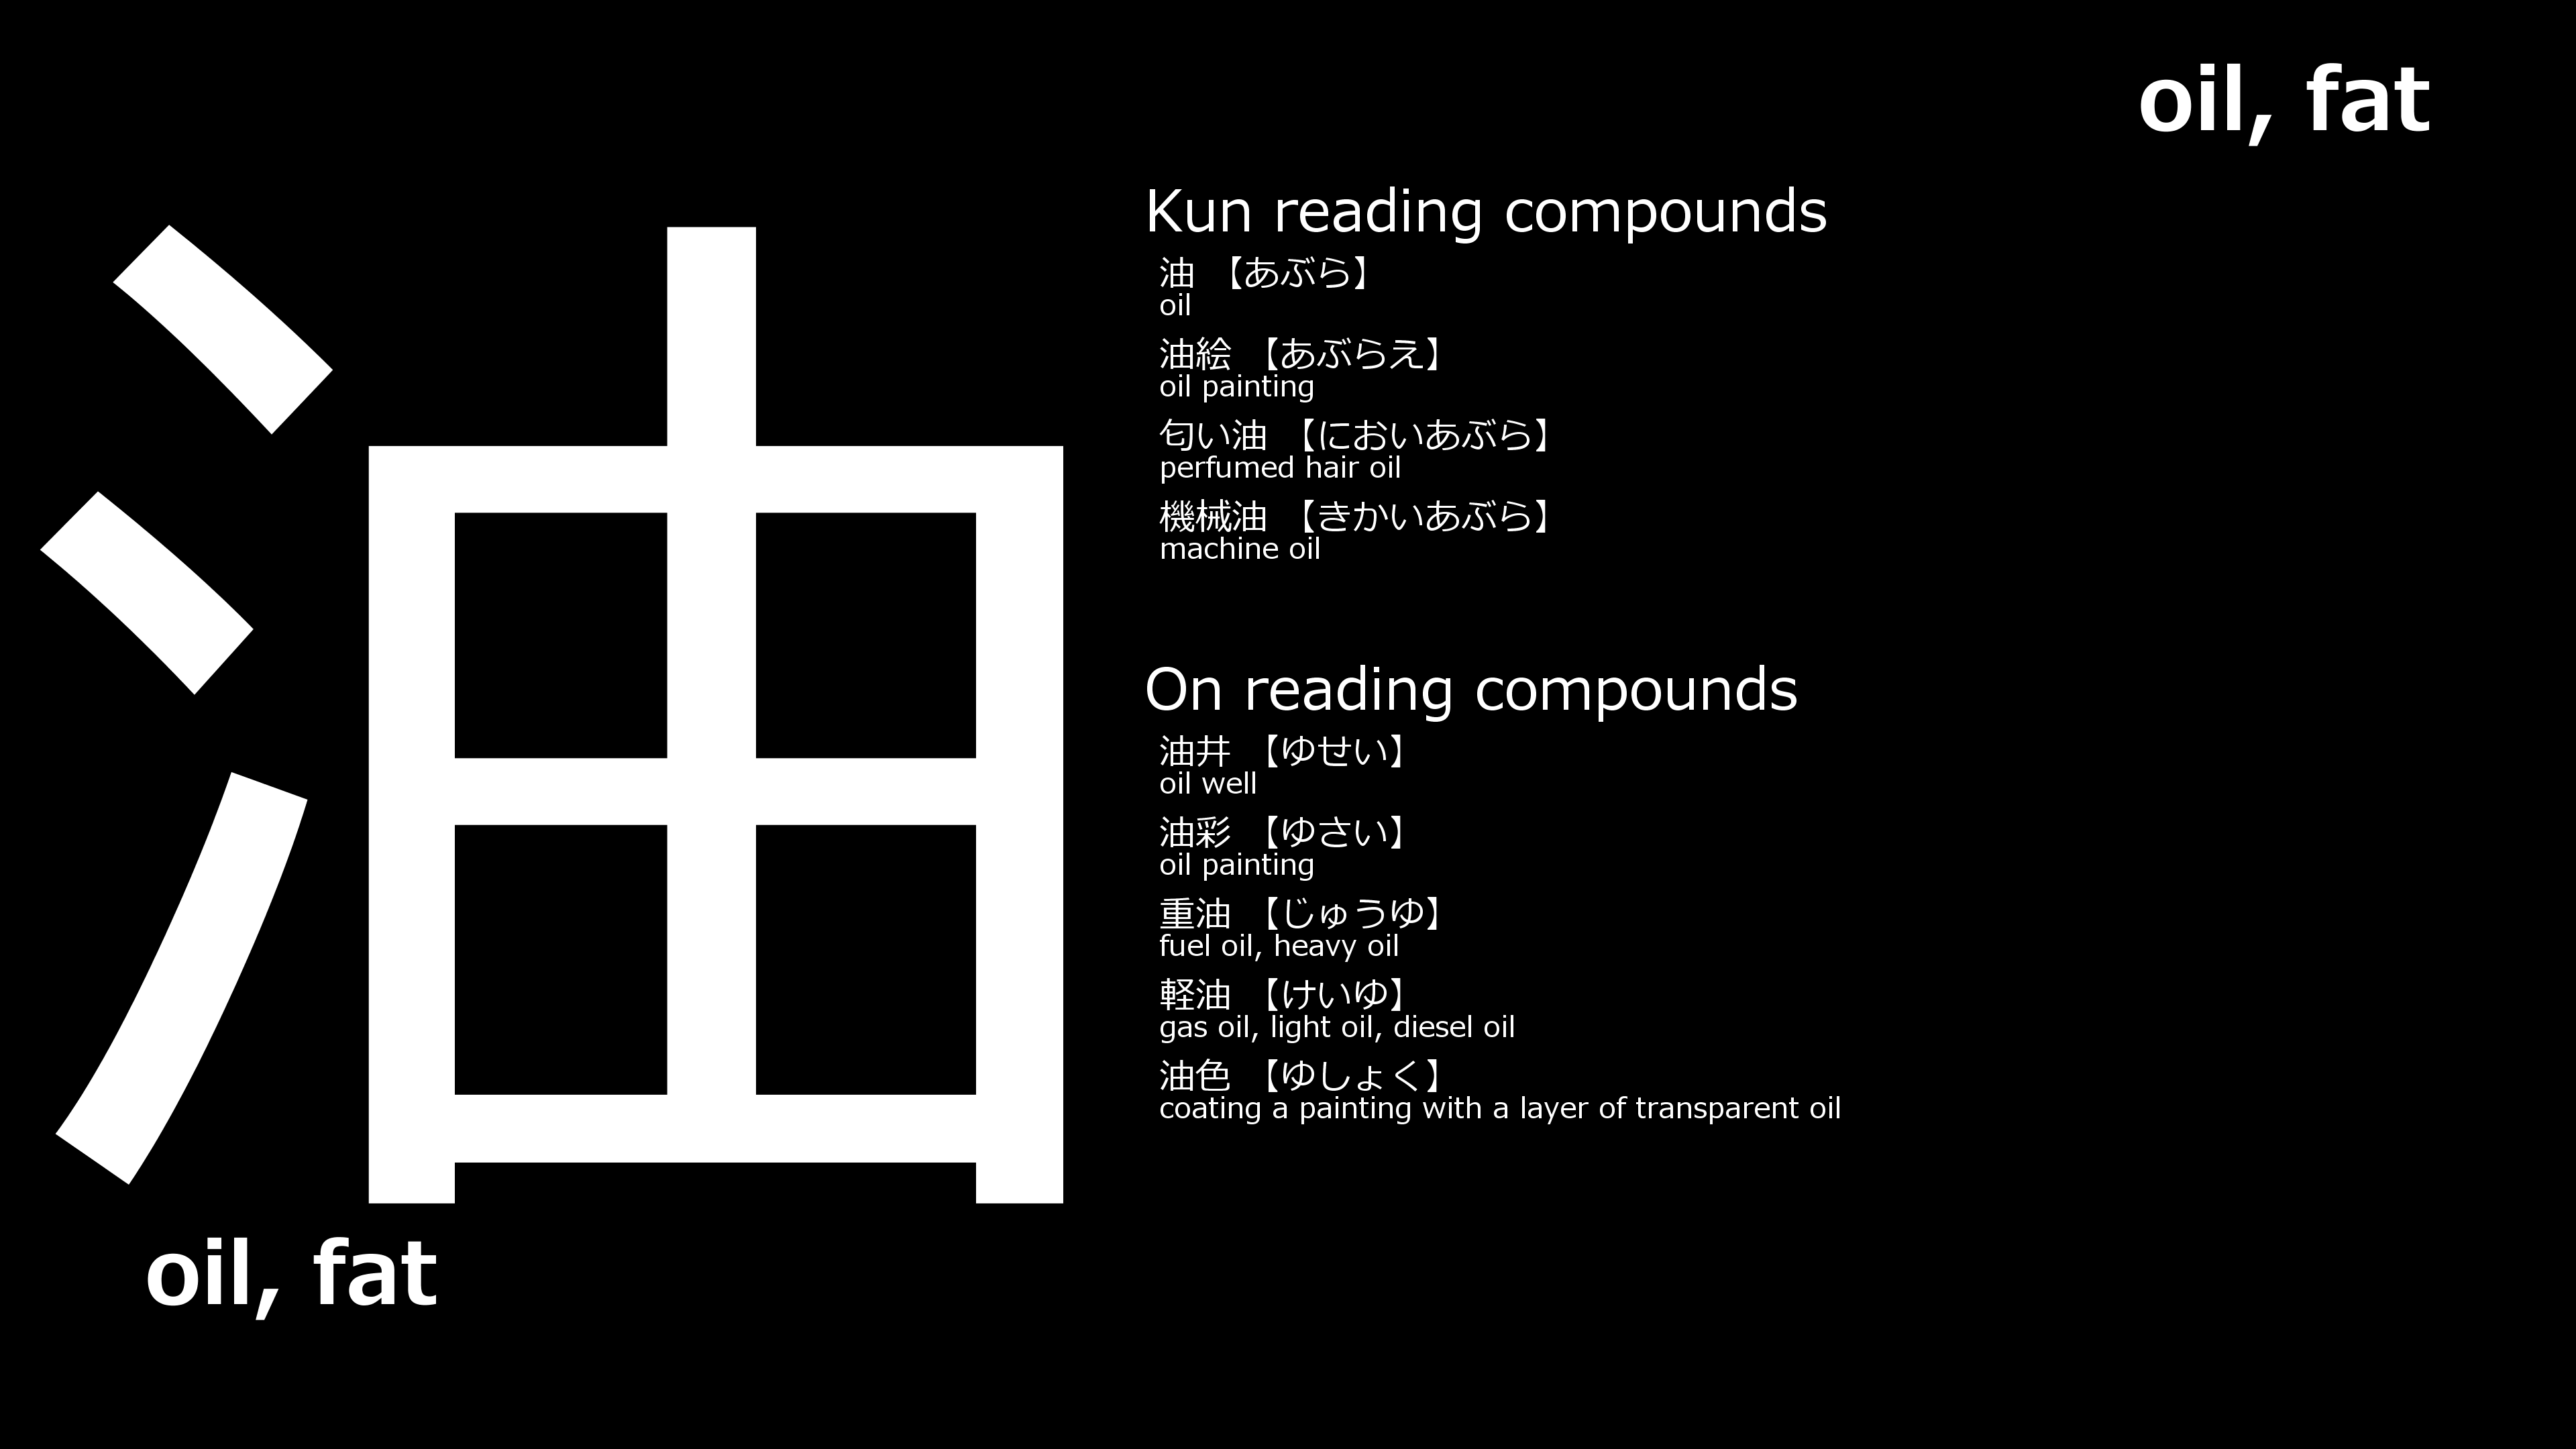 oil, fat
油
oil, fat
Kun reading compounds
油 【あぶら】
oil
油絵 【あぶらえ】
oil painting
匂い油 【においあぶら】
perfumed hair oil
機械油 【きかいあぶら】
machine oil
On reading compounds
油井 【ゆせい】
oil well
油彩 【ゆさい】
oil painting
重油 【じゅうゆ】
fuel oil, heavy oil
軽油 【けいゆ】
gas oil, light oil, diesel oil
油色 【ゆしょく】
coating a painting with a layer of transparent oil